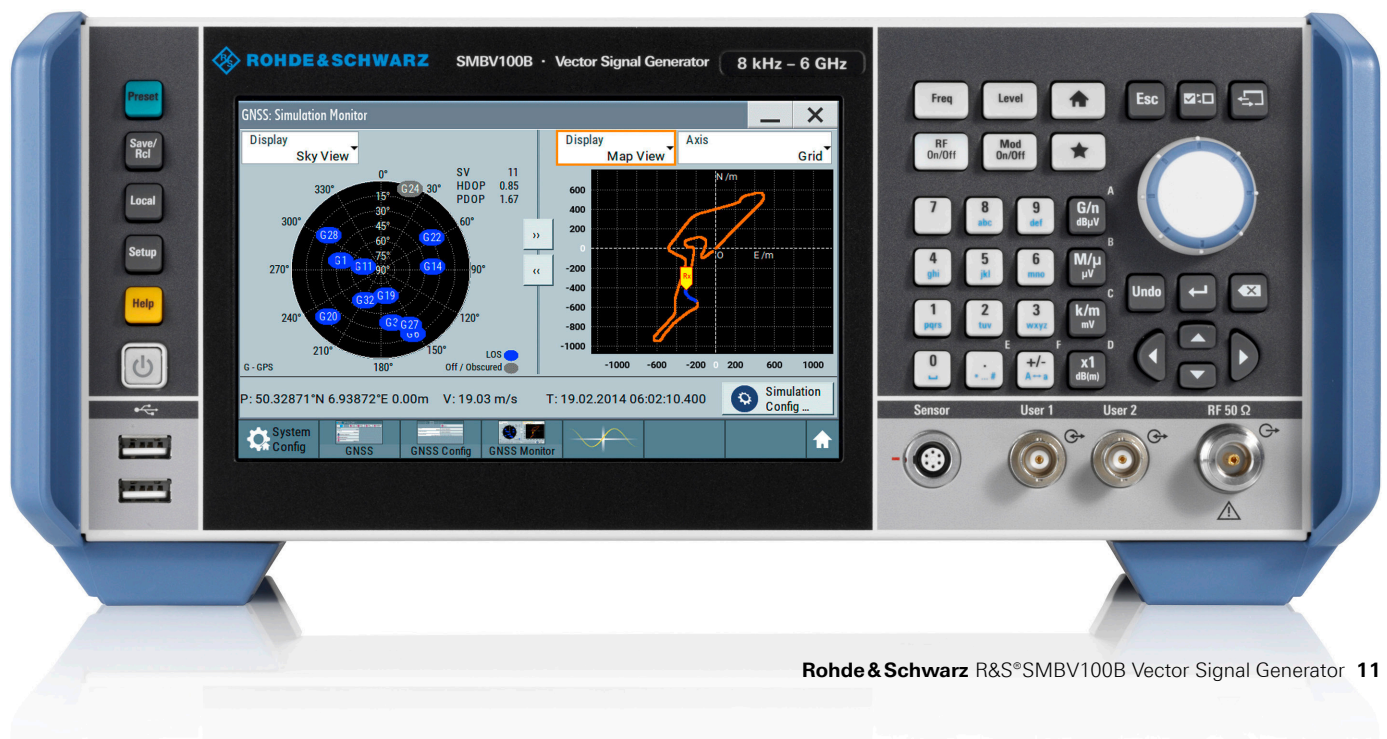 ROHDE&SCHWARZ SMBV100B · Vector Signal Generator 8 kHz – 6 GHz
Preset
Save/
Rcl
Local
Setup
Help
GNSS: Simulation Monitor
Display
Sky View
SV 11
HDOP 0.85
PDOP 1.67
0°
30°
60°
90°
120°
150°
180°
210°
240°
270°
300°
330°
15°
30°
45°
60°
75°
90°
G24
G28
G22
G1
G11
G14
G32
G19
G20
G3
G27
G6
LOS
Off / Obscured
G - GPS
››
‹‹
Display
Map View
Axis
Grid
N /m
600
400
200
0
-200
-400
-600
-800
-1000
O
E /m
Rx
-1000 -600 -200 0 200 600 1000
P: 50.32871°N 6.93872°E 0.00m V: 19.03 m/s T: 19.02.2014 06:02:10.400
Simulation
Config ...
System
Config
GNSS
GNSS Config
GNSS Monitor
Freq
Level
Esc
RF
On/Off
Mod
On/Off
7
8
abc
9
def
G/n
dBµV
A
4
ghi
5
jkl
6
mno
M/µ
µV
B
1
pqrs
2
tuv
3
wxyz
k/m
mV
C
0
.
*...#
E
+/-
A↔a
F
x1
dB(m)
D
Undo
Sensor
User 1
User 2
RF 50 Ω
Rohde&Schwarz R&S®SMBV100B Vector Signal Generator 11